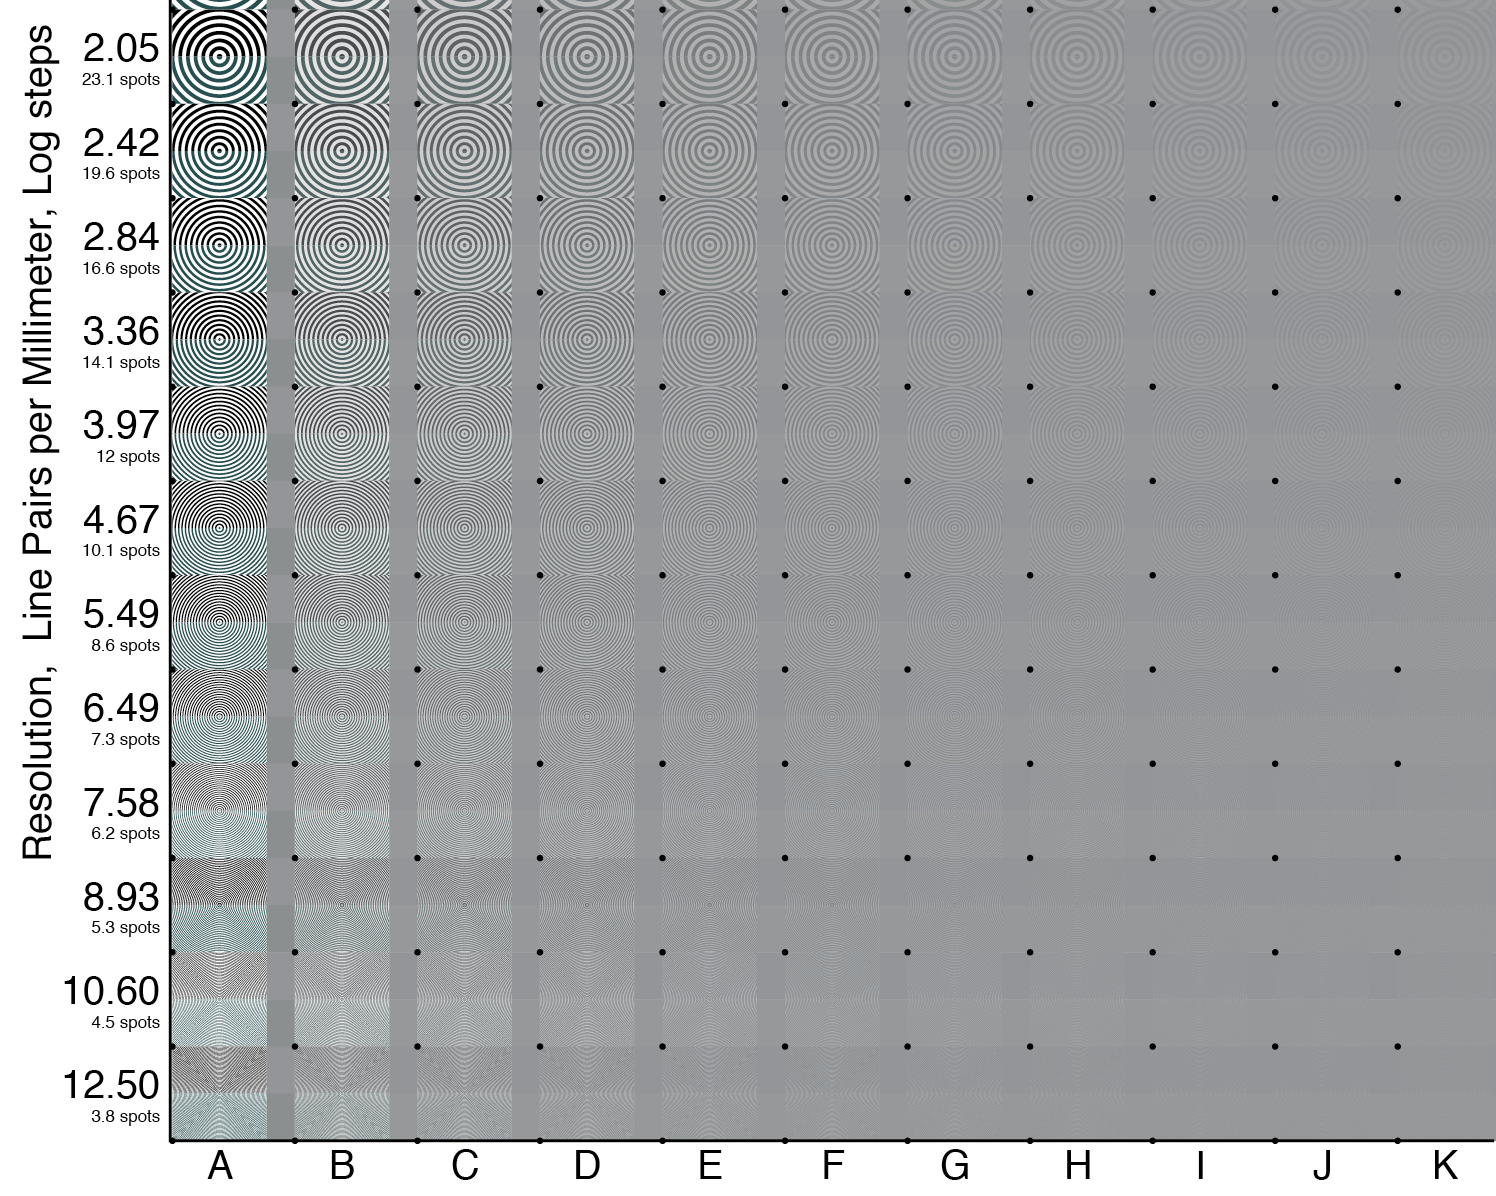 Resolution, Line Pairs per Millimeter, Log steps
2.05
23.1 spots
2.42
19.6 spots
2.84
16.6 spots
3.36
14.1 spots
3.97
12 spots
4.67
10.1 spots
5.49
8.6 spots
6.49
7.3 spots
7.58
6.2 spots
8.93
5.3 spots
10.60
4.5 spots
12.50
3.8 spots
A B C D E F G H I J K